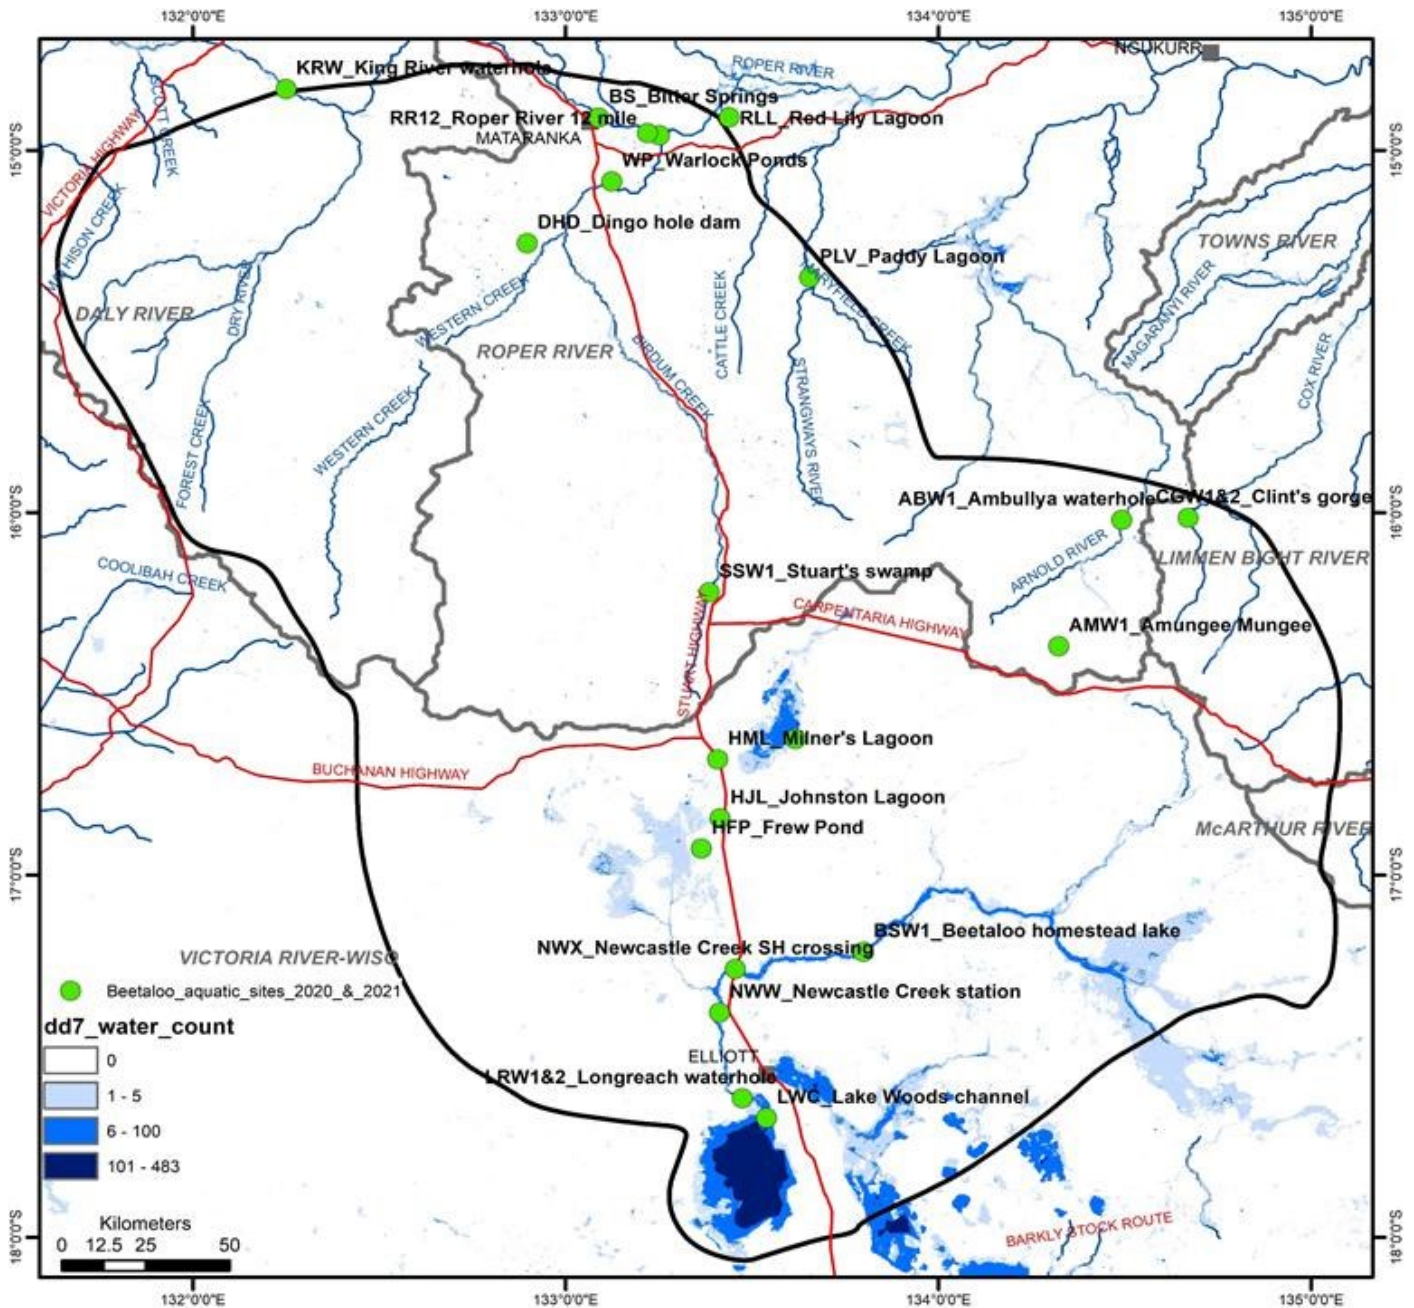 132°0'0"E 133°0'0"E 134°0'0"E 135°0'0"E
NGUKURR
ROPER RIVER
KRW_King River waterhole
BS_Bitter Springs
SCOTT CREEK
RR12_Roper River 12 mile
RLL_Red Lily Lagoon
MATARANKA
VICTORIA HIGHWAY
15°0'0"S
15°0'0"S
WP_Warlock Ponds
DHD_Dingo hole dam
MATHISON CREEK
TOWNS RIVER
PLV_Paddy Lagoon
DALY RIVER
DRY RIVER
WESTERN CREEK
CATTLE CREEK
MARYFIELD CREEK
MAGARANYI RIVER
ROPER RIVER
BIRDUM CREEK
COX RIVER
WESTERN CREEK
STRANGWAYS RIVER
FOREST CREEK
ABW1_Ambullya waterhole
CGW1&2_Clint's gorge
16°0'0"S
16°0'0"S
ARNOLD RIVER
LIMMEN BIGHT RIVER
COOLIBAH CREEK
SSW1_Stuart's swamp
CARPENTARIA HIGHWAY
AMW1_Amungee Mungee
STUART HIGHWAY
HML_Milner's Lagoon
BUCHANAN HIGHWAY
HJL_Johnston Lagoon
HFP_Frew Pond
McARTHUR RIVER
17°0'0"S
17°0'0"S
BSW1_Beetaloo homestead lake
NWX_Newcastle Creek SH crossing
VICTORIA RIVER-WISO
Beetaloo_aquatic_sites_2020_&_2021
NWW_Newcastle Creek station
dd7_water_count
0
ELLIOTT
LRW1&2_Longreach waterhole
1 - 5
LWC_Lake Woods channel
6 - 100
101 - 483
Kilometers
0 12.5 25 50
BARKLY STOCK ROUTE
18°0'0"S
18°0'0"S
132°0'0"E 133°0'0"E 134°0'0"E 135°0'0"E